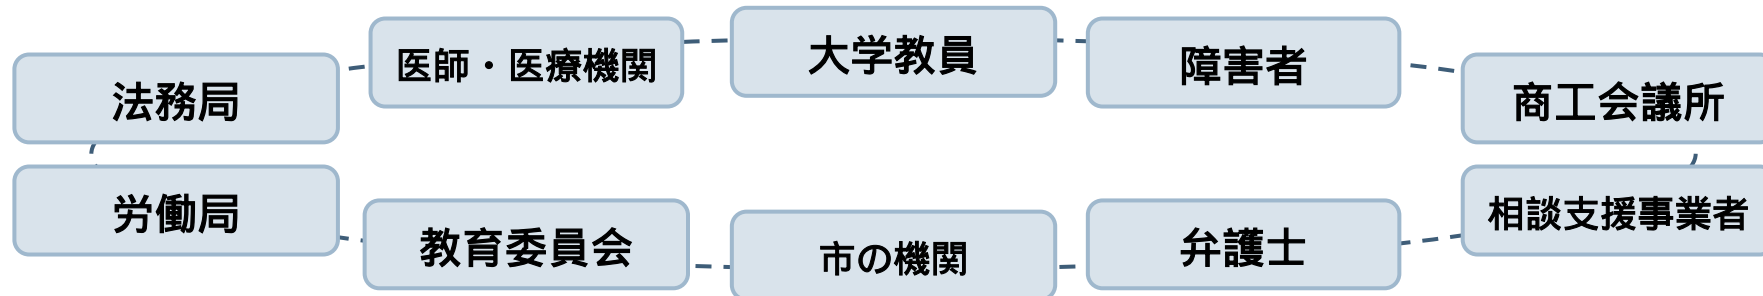 法務局
医師・医療機関
大学教員
障害者
商工会議所
労働局
教育委員会
市の機関
弁護士
相談支援事業者